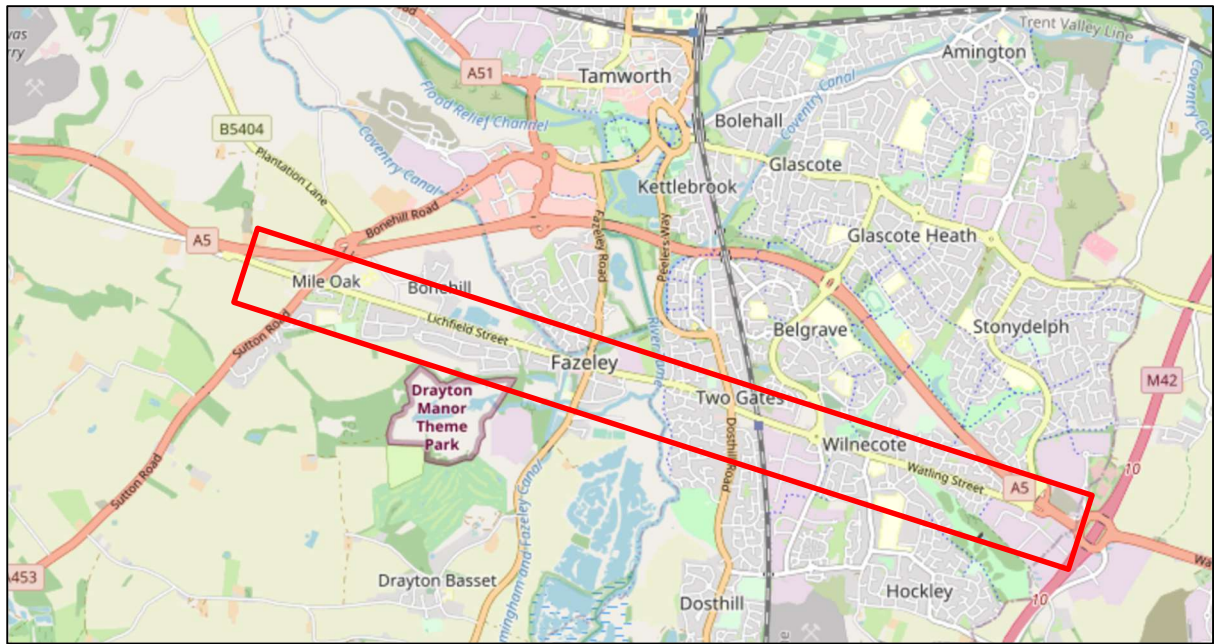 Trent Valley Line
Amington
A51
Tamworth
Coventry
Flood Relief Channel
Coventry Canal
Bolehall
B5404
Plantation Lane
Coventry Canal
Glascote
Kettlebrook
Bonehill Road
A5
Fazeley Road
Peelers Way
Glascote Heath
Mile Oak
Bonehill
Lichfield Street
Sutton Road
River Tame
Belgrave
Stonydelph
Fazeley
M42
Drayton
Manor
Theme
Park
Two Gates
Dosthill Road
Wilnecote
Watling Street
10
A5
Sutton Road
Birmingham and Fazeley Canal
A453
Drayton Basset
Hockley
Dosthill
10